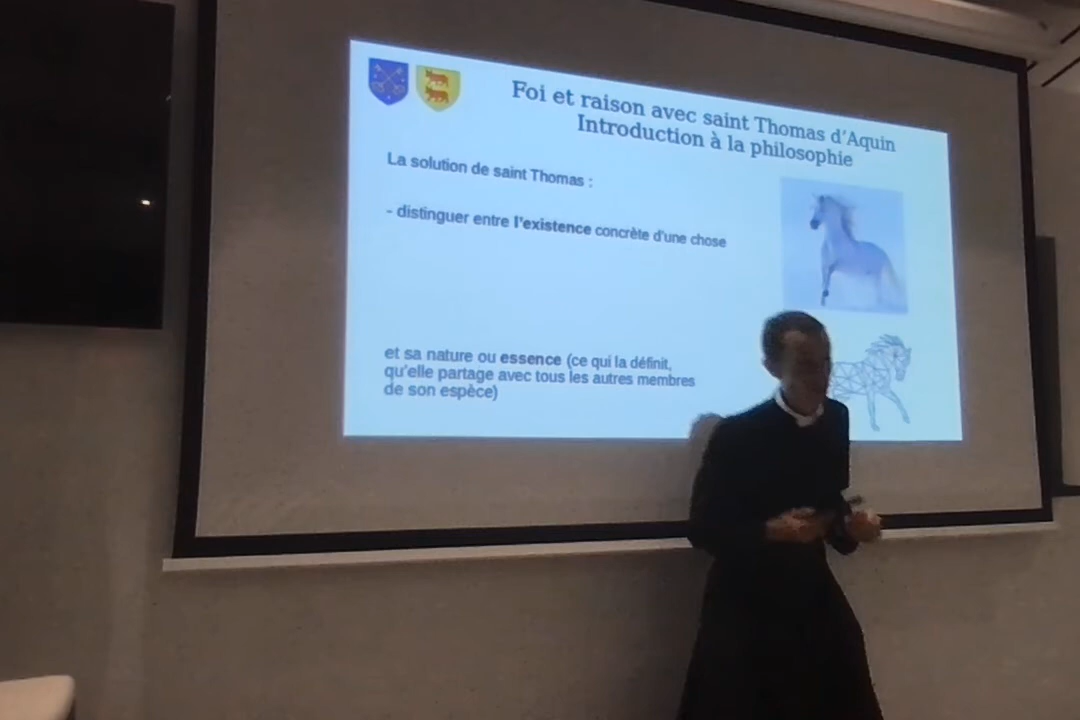 Foi et raison avec saint Thomas d'Aquin
Introduction à la philosophie
La solution de saint Thomas :
- distinguer entre l'existence concrète d'une chose
et sa nature ou essence (ce qui la définit,
qu'elle partage avec tous les autres membres
de son espèce)